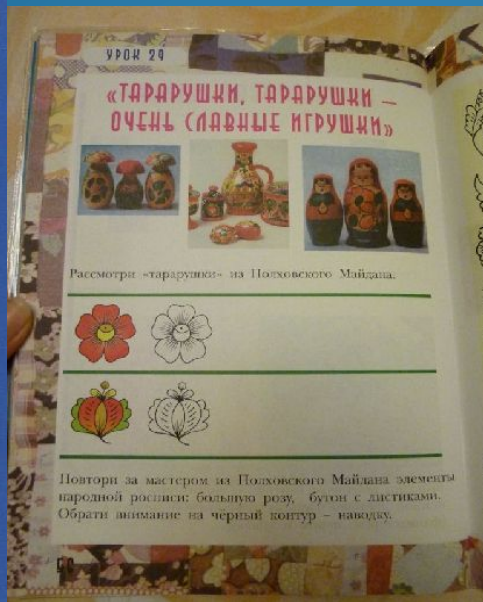 УРОК 29
«ТАРАРУШКИ, ТАРАРУШКИ –
ОЧЕНЬ СЛАВНЫЕ ИГРУШКИ»
Рассмотри «тарарушки» из Полховского Майдана.
Повтори за мастером из Полховского Майдана элементы
народной росписи: большую розу, бутон с листиками.
Обрати внимание на чёрный контур – наводку.